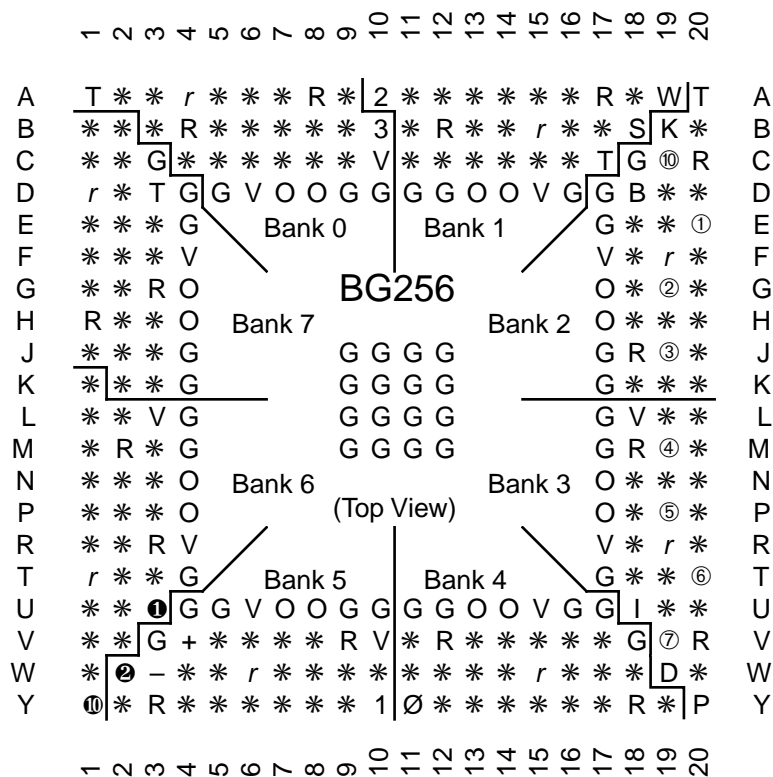 1 2 3 4 5 6 7 8 9 10 11 12 13 14 15 16 17 18 19 20
A T ✳ ✳ r ✳ ✳ ✳ R ✳ 2 ✳ ✳ ✳ ✳ ✳ ✳ R ✳ W T A
B ✳ ✳ ✳ R ✳ ✳ ✳ ✳ ✳ 3 ✳ R ✳ ✳ r ✳ ✳ S K ✳ B
C ✳ ✳ G ✳ ✳ ✳ ✳ ✳ ✳ V ✳ ✳ ✳ ✳ ✳ ✳ T G ⑩ R C
D r ✳ T G G V O O G G G G O O V G G B ✳ ✳ D
E ✳ ✳ ✳ G Bank 0 Bank 1 G ✳ ✳ ① E
F ✳ ✳ ✳ V V ✳ r ✳ F
G ✳ ✳ R O BG256 O ✳ ② ✳ G
H R ✳ ✳ O Bank 7 Bank 2 O ✳ ✳ ✳ H
J ✳ ✳ ✳ G G G G G G R ③ ✳ J
K ✳ ✳ ✳ G G G G G G ✳ ✳ ✳ K
L ✳ ✳ V G G G G G G V ✳ ✳ L
M ✳ R ✳ G G G G G G R ④ ✳ M
N ✳ ✳ ✳ O Bank 6 Bank 3 O ✳ ✳ ✳ N
P ✳ ✳ ✳ O (Top View) O ✳ ⑤ ✳ P
R ✳ ✳ R V V ✳ r ✳ R
T r ✳ ✳ G Bank 5 Bank 4 G ✳ ✳ ⑥ T
U ✳ ✳ ❶ G G V O O G G G G O O V G G I ✳ ✳ U
V ✳ ✳ G + ✳ ✳ ✳ ✳ R V ✳ R ✳ ✳ ✳ ✳ ✳ G ⑦ R V
W ✳ ❷ – ✳ ✳ r ✳ ✳ ✳ ✳ ✳ ✳ ✳ ✳ r ✳ ✳ ✳ D ✳ W
Y ❿ ✳ R ✳ ✳ ✳ ✳ ✳ ✳ 1 Ø ✳ ✳ ✳ ✳ ✳ ✳ R ✳ P Y
1 2 3 4 5 6 7 8 9 10 11 12 13 14 15 16 17 18 19 20